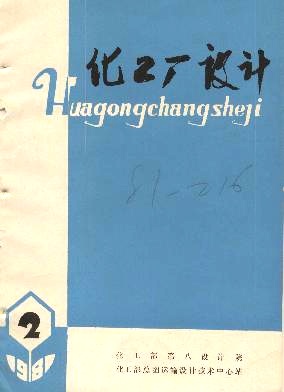 化工厂设计
Huagongchangsheji
81-216
2
1981
化工部第八设计院
化工部总图运输设计技术中心站